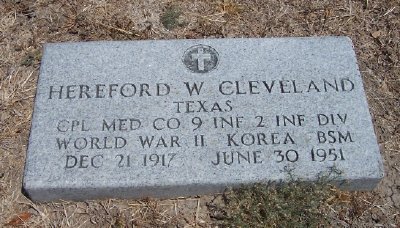 HEREFORD W CLEVELAND
TEXAS
CPL MED CO 9 INF 2 INF DIV
WORLD WAR II KOREA BSM
DEC 21 1917 JUNE 30 1951